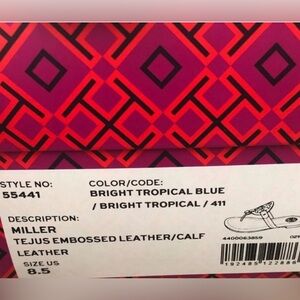 STYLE NO:
55441
COLOR/CODE:
BRIGHT TROPICAL BLUE
/ BRIGHT TROPICAL / 411
DESCRIPTION:
MILLER
TEJUS EMBOSSED LEATHER/CALF
LEATHER
SIZE US
8.5
4400063859